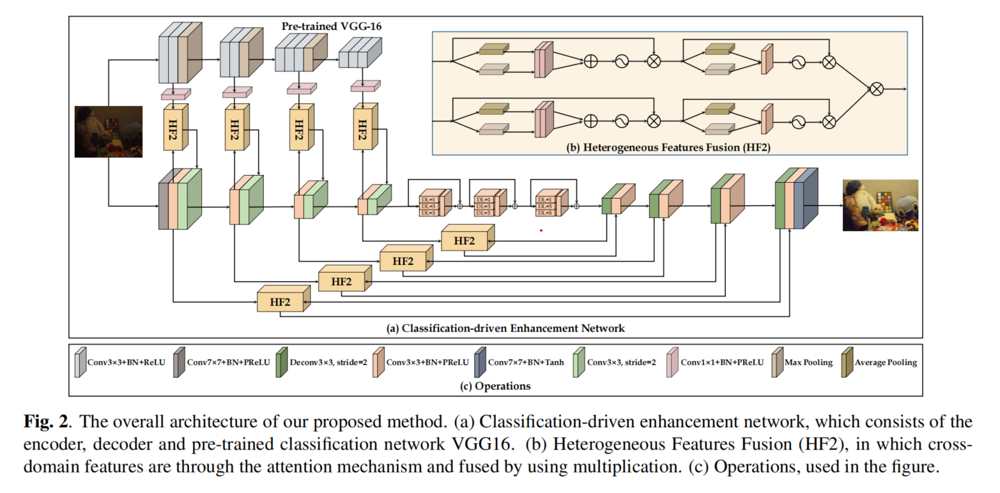 Pre-trained VGG-16
HF2
HF2
HF2
HF2
(b) Heterogeneous Features Fusion (HF2)
DL=1
DL=3
DL=5
DL=1
DL=3
DL=5
DL=1
DL=3
DL=5
HF2
HF2
HF2
HF2
(a) Classification-driven Enhancement Network
Conv3×3+BN+ReLU
Conv7×7+BN+PReLU
Deconv3×3, stride=2
Conv3×3+BN+PReLU
Conv7×7+BN+Tanh
Conv3×3, stride=2
Conv1×1+BN+PReLU
Max Pooling
Average Pooling
(c) Operations
Fig. 2. The overall architecture of our proposed method. (a) Classification-driven enhancement network, which consists of the
encoder, decoder and pre-trained classification network VGG16. (b) Heterogeneous Features Fusion (HF2), in which cross-
domain features are through the attention mechanism and fused by using multiplication. (c) Operations, used in the figure.